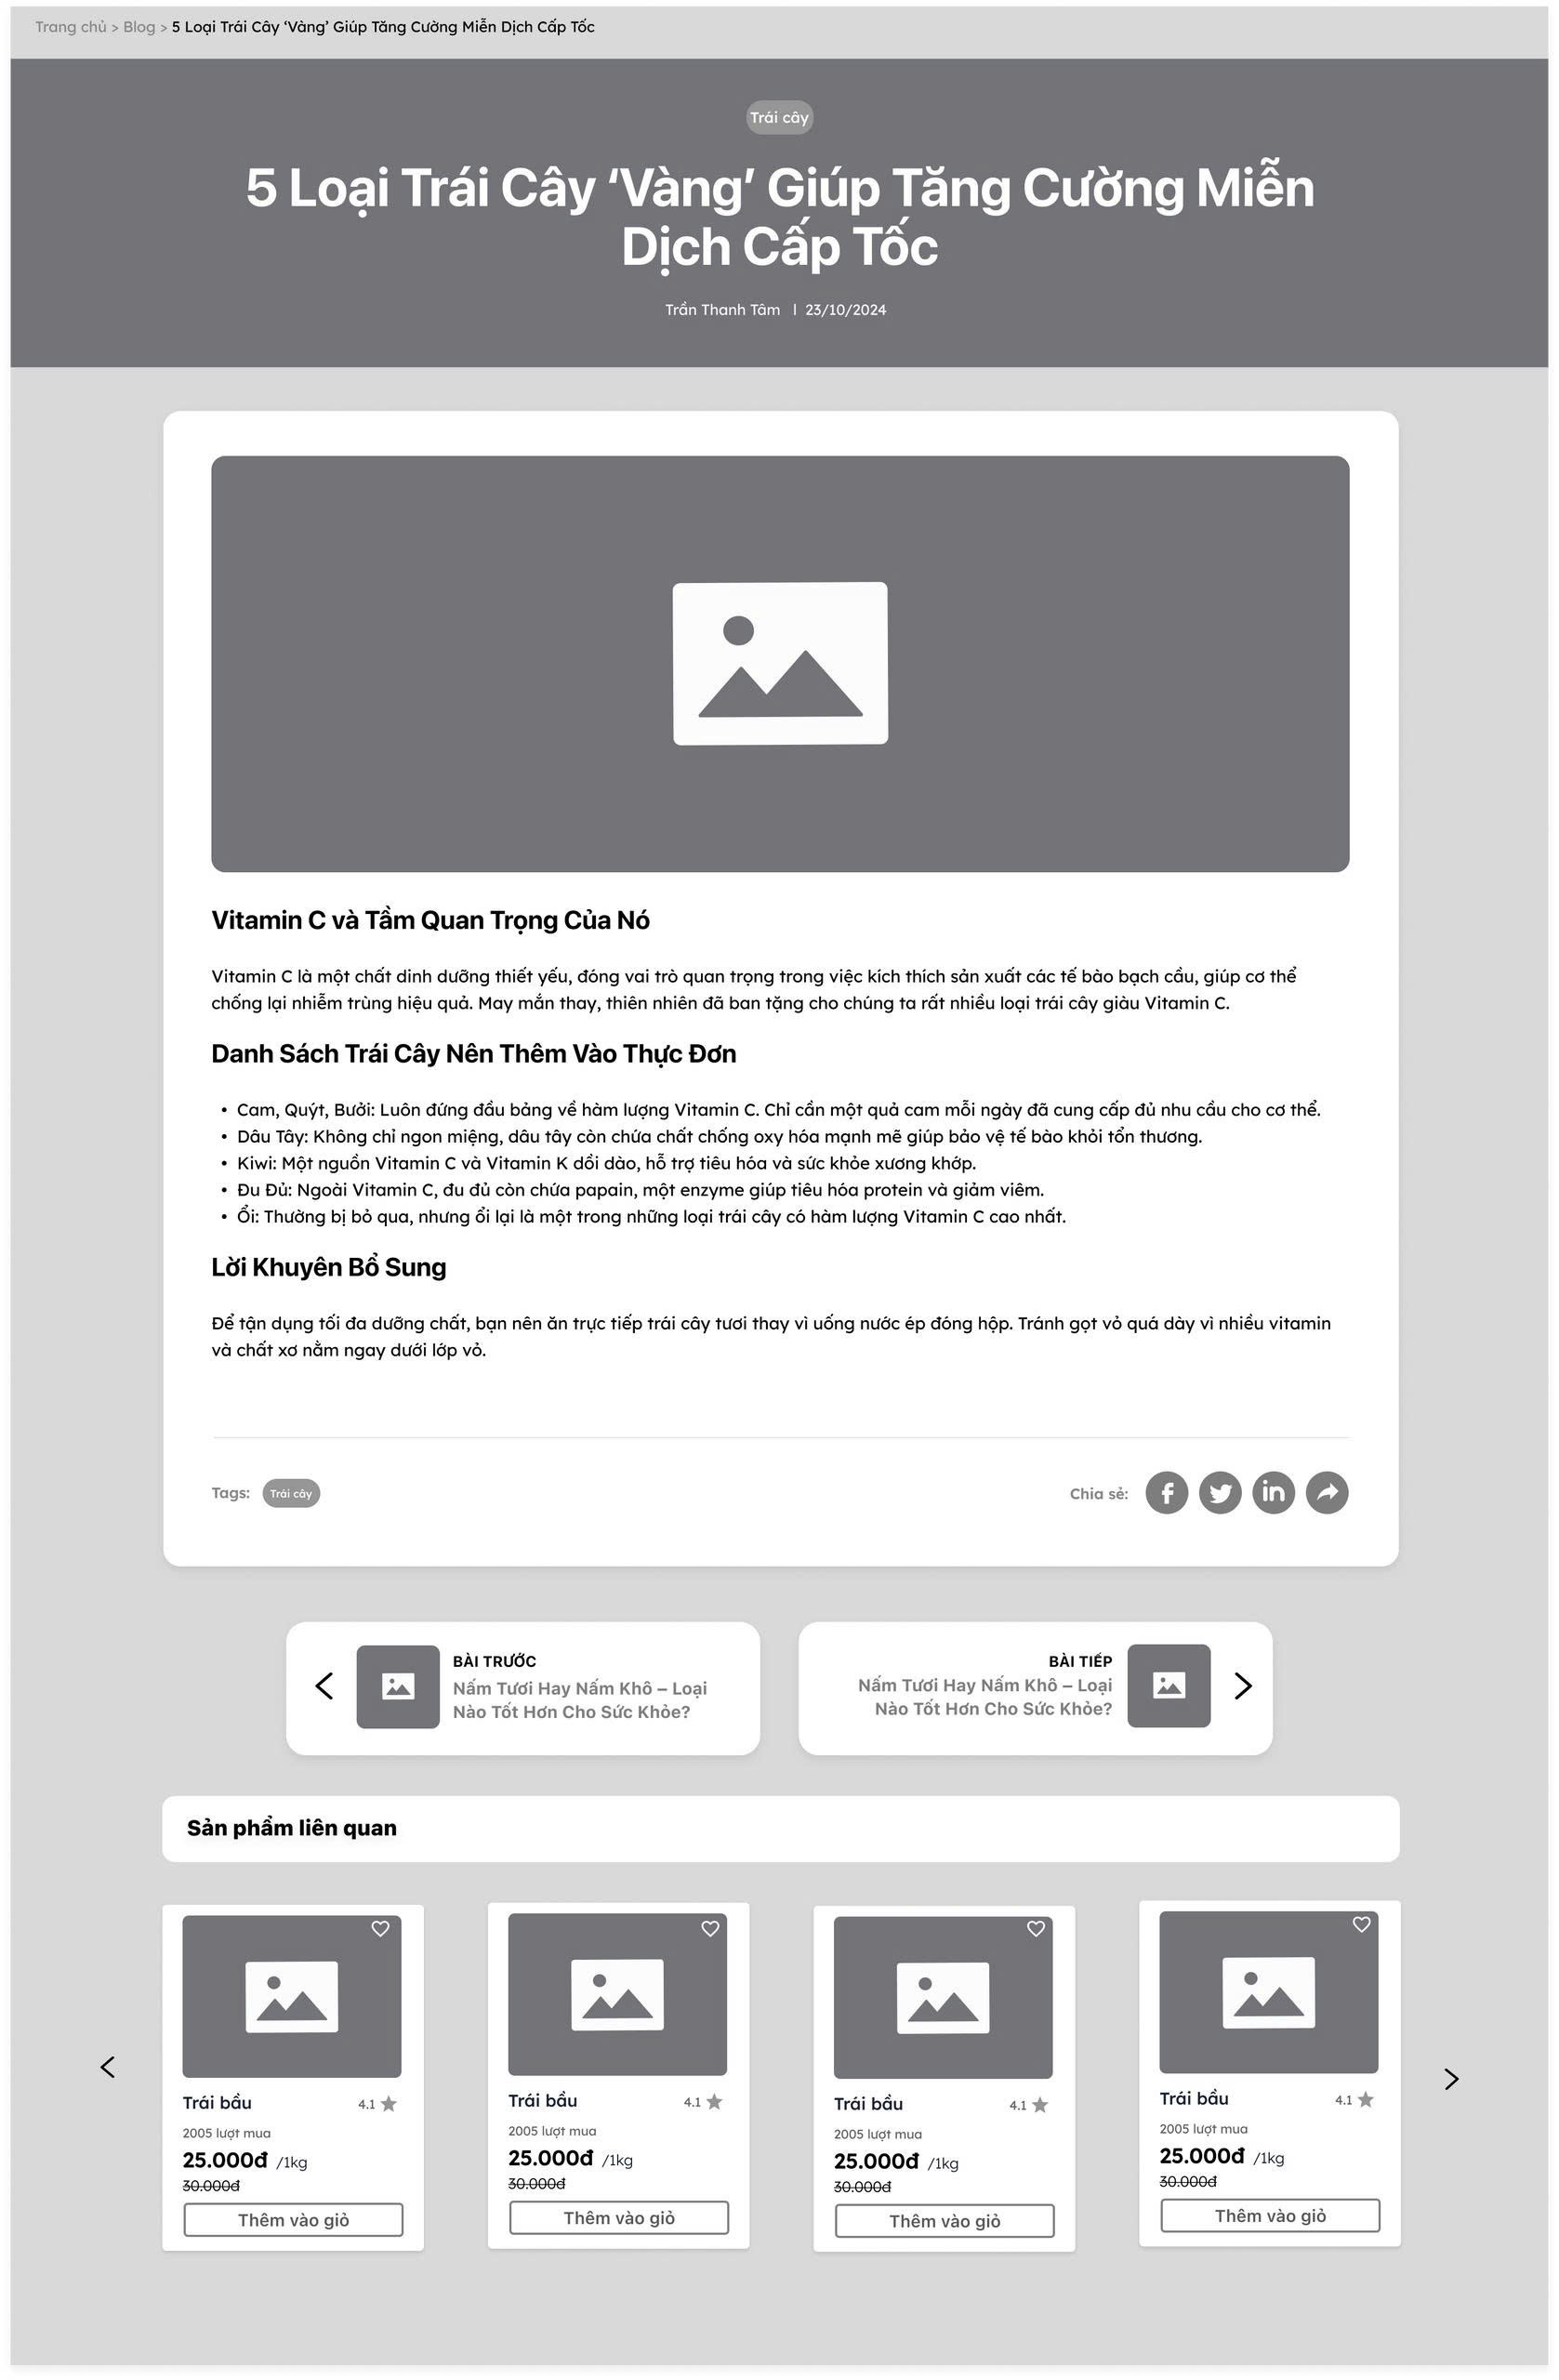 Trang chủ > Blog > 5 Loại Trái Cây ‘Vàng’ Giúp Tăng Cường Miễn Dịch Cấp Tốc
Trái cây
5 Loại Trái Cây ‘Vàng’ Giúp Tăng Cường Miễn
Dịch Cấp Tốc
Trần Thanh Tâm | 23/10/2024
Vitamin C và Tầm Quan Trọng Của Nó
Vitamin C là một chất dinh dưỡng thiết yếu, đóng vai trò quan trọng trong việc kích thích sản xuất các tế bào bạch cầu, giúp cơ thể
chống lại nhiễm trùng hiệu quả. May mắn thay, thiên nhiên đã ban tặng cho chúng ta rất nhiều loại trái cây giàu Vitamin C.
Danh Sách Trái Cây Nên Thêm Vào Thực Đơn
• Cam, Quýt, Bưởi: Luôn đứng đầu bảng về hàm lượng Vitamin C. Chỉ cần một quả cam mỗi ngày đã cung cấp đủ nhu cầu cho cơ thể.
• Dâu Tây: Không chỉ ngon miệng, dâu tây còn chứa chất chống oxy hóa mạnh mẽ giúp bảo vệ tế bào khỏi tổn thương.
• Kiwi: Một nguồn Vitamin C và Vitamin K dồi dào, hỗ trợ tiêu hóa và sức khỏe xương khớp.
• Đu Đủ: Ngoài Vitamin C, đu đủ còn chứa papain, một enzyme giúp tiêu hóa protein và giảm viêm.
• Ổi: Thường bị bỏ qua, nhưng ổi lại là một trong những loại trái cây có hàm lượng Vitamin C cao nhất.
Lời Khuyên Bổ Sung
Để tận dụng tối đa dưỡng chất, bạn nên ăn trực tiếp trái cây tươi thay vì uống nước ép đóng hộp. Tránh gọt vỏ quá dày vì nhiều vitamin
và chất xơ nằm ngay dưới lớp vỏ.
Tags: Trái cây
Chia sẻ:
BÀI TRƯỚC
Nấm Tươi Hay Nấm Khô – Loại
Nào Tốt Hơn Cho Sức Khỏe?
BÀI TIẾP
Nấm Tươi Hay Nấm Khô – Loại
Nào Tốt Hơn Cho Sức Khỏe?
Sản phẩm liên quan
Trái bầu 4.1
2005 lượt mua
25.000đ /1kg
30.000đ
Thêm vào giỏ
Trái bầu 4.1
2005 lượt mua
25.000đ /1kg
30.000đ
Thêm vào giỏ
Trái bầu 4.1
2005 lượt mua
25.000đ /1kg
30.000đ
Thêm vào giỏ
Trái bầu 4.1
2005 lượt mua
25.000đ /1kg
30.000đ
Thêm vào giỏ